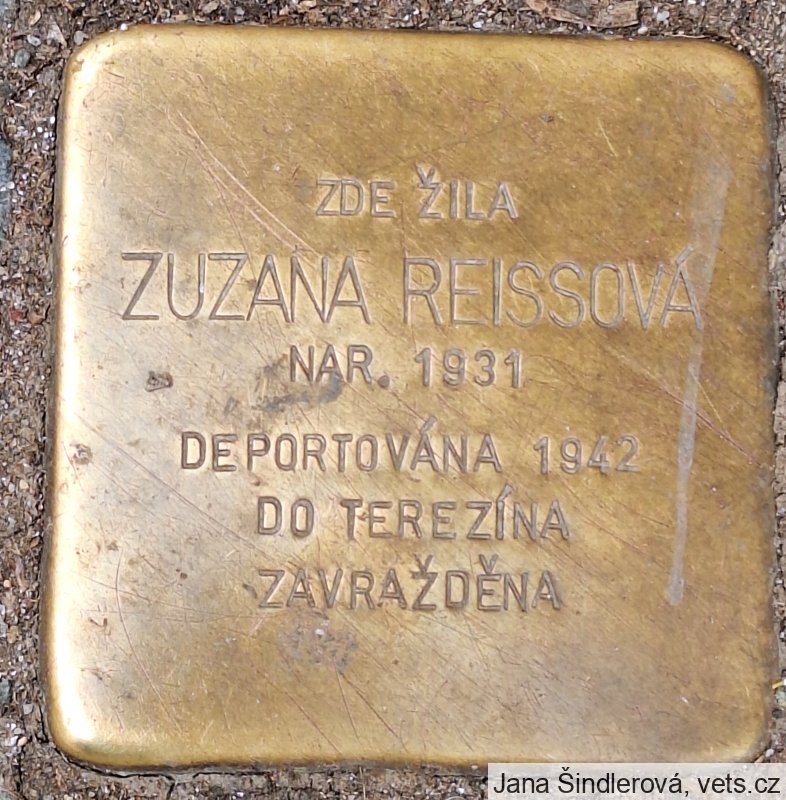 ZDE ŽILA
ZUZANA REISSOVÁ
NAR. 1931
DEPORTOVÁNA 1942
DO TEREZÍNA
ZAVRAŽDĚNA
Jana Šindlerová, vets.cz